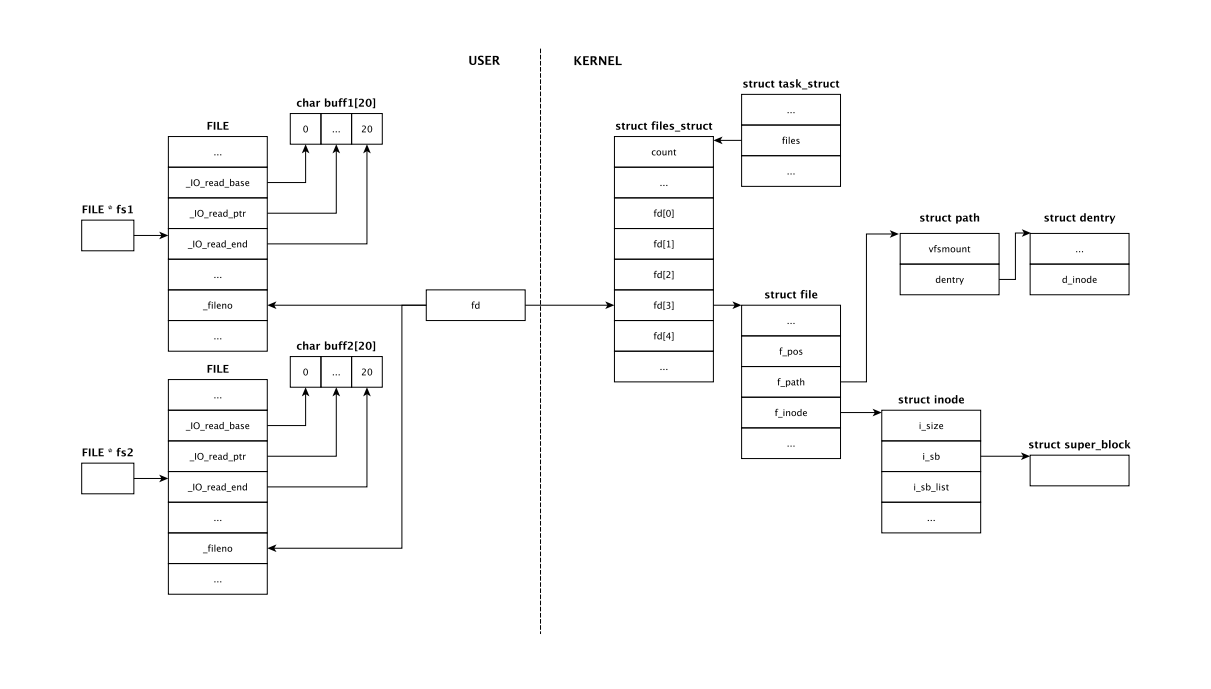 USER
KERNEL
char buff1[20]
0
...
20
FILE
...
_IO_read_base
_IO_read_ptr
_IO_read_end
...
_fileno
...
FILE * fs1
fd
char buff2[20]
0
...
20
FILE
...
_IO_read_base
_IO_read_ptr
_IO_read_end
...
_fileno
...
FILE * fs2
struct task_struct
...
files
...
struct files_struct
count
...
fd[0]
fd[1]
fd[2]
fd[3]
fd[4]
...
struct file
...
f_pos
f_path
f_inode
...
struct path
vfsmount
dentry
struct dentry
...
d_inode
struct inode
i_size
i_sb
i_sb_list
...
struct super_block